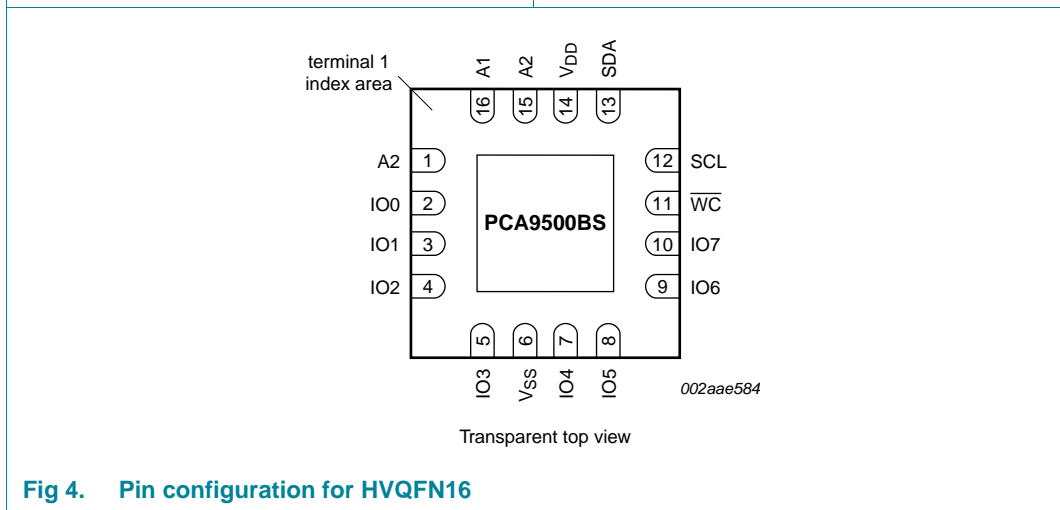 terminal 1
index area
A1
A2
VDD
SDA
16
15
14
13
A2 1
12 SCL
IO0 2
11 WC
PCA9500BS
IO1 3
10 IO7
IO2 4
9 IO6
5
6
7
8
IO3
VSS
IO4
IO5
002aae584
Transparent top view
Fig 4. Pin configuration for HVQFN16